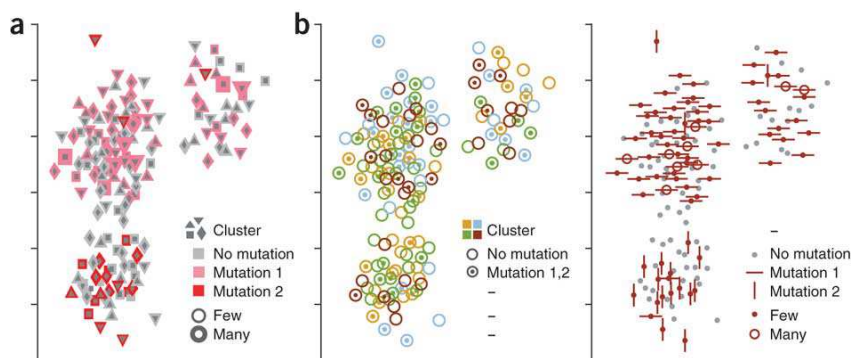 a
Cluster
No mutation
Mutation 1
Mutation 2
Few
Many
b
Cluster
No mutation
Mutation 1,2
–
–
–
–
No mutation
Mutation 1
Mutation 2
Few
Many